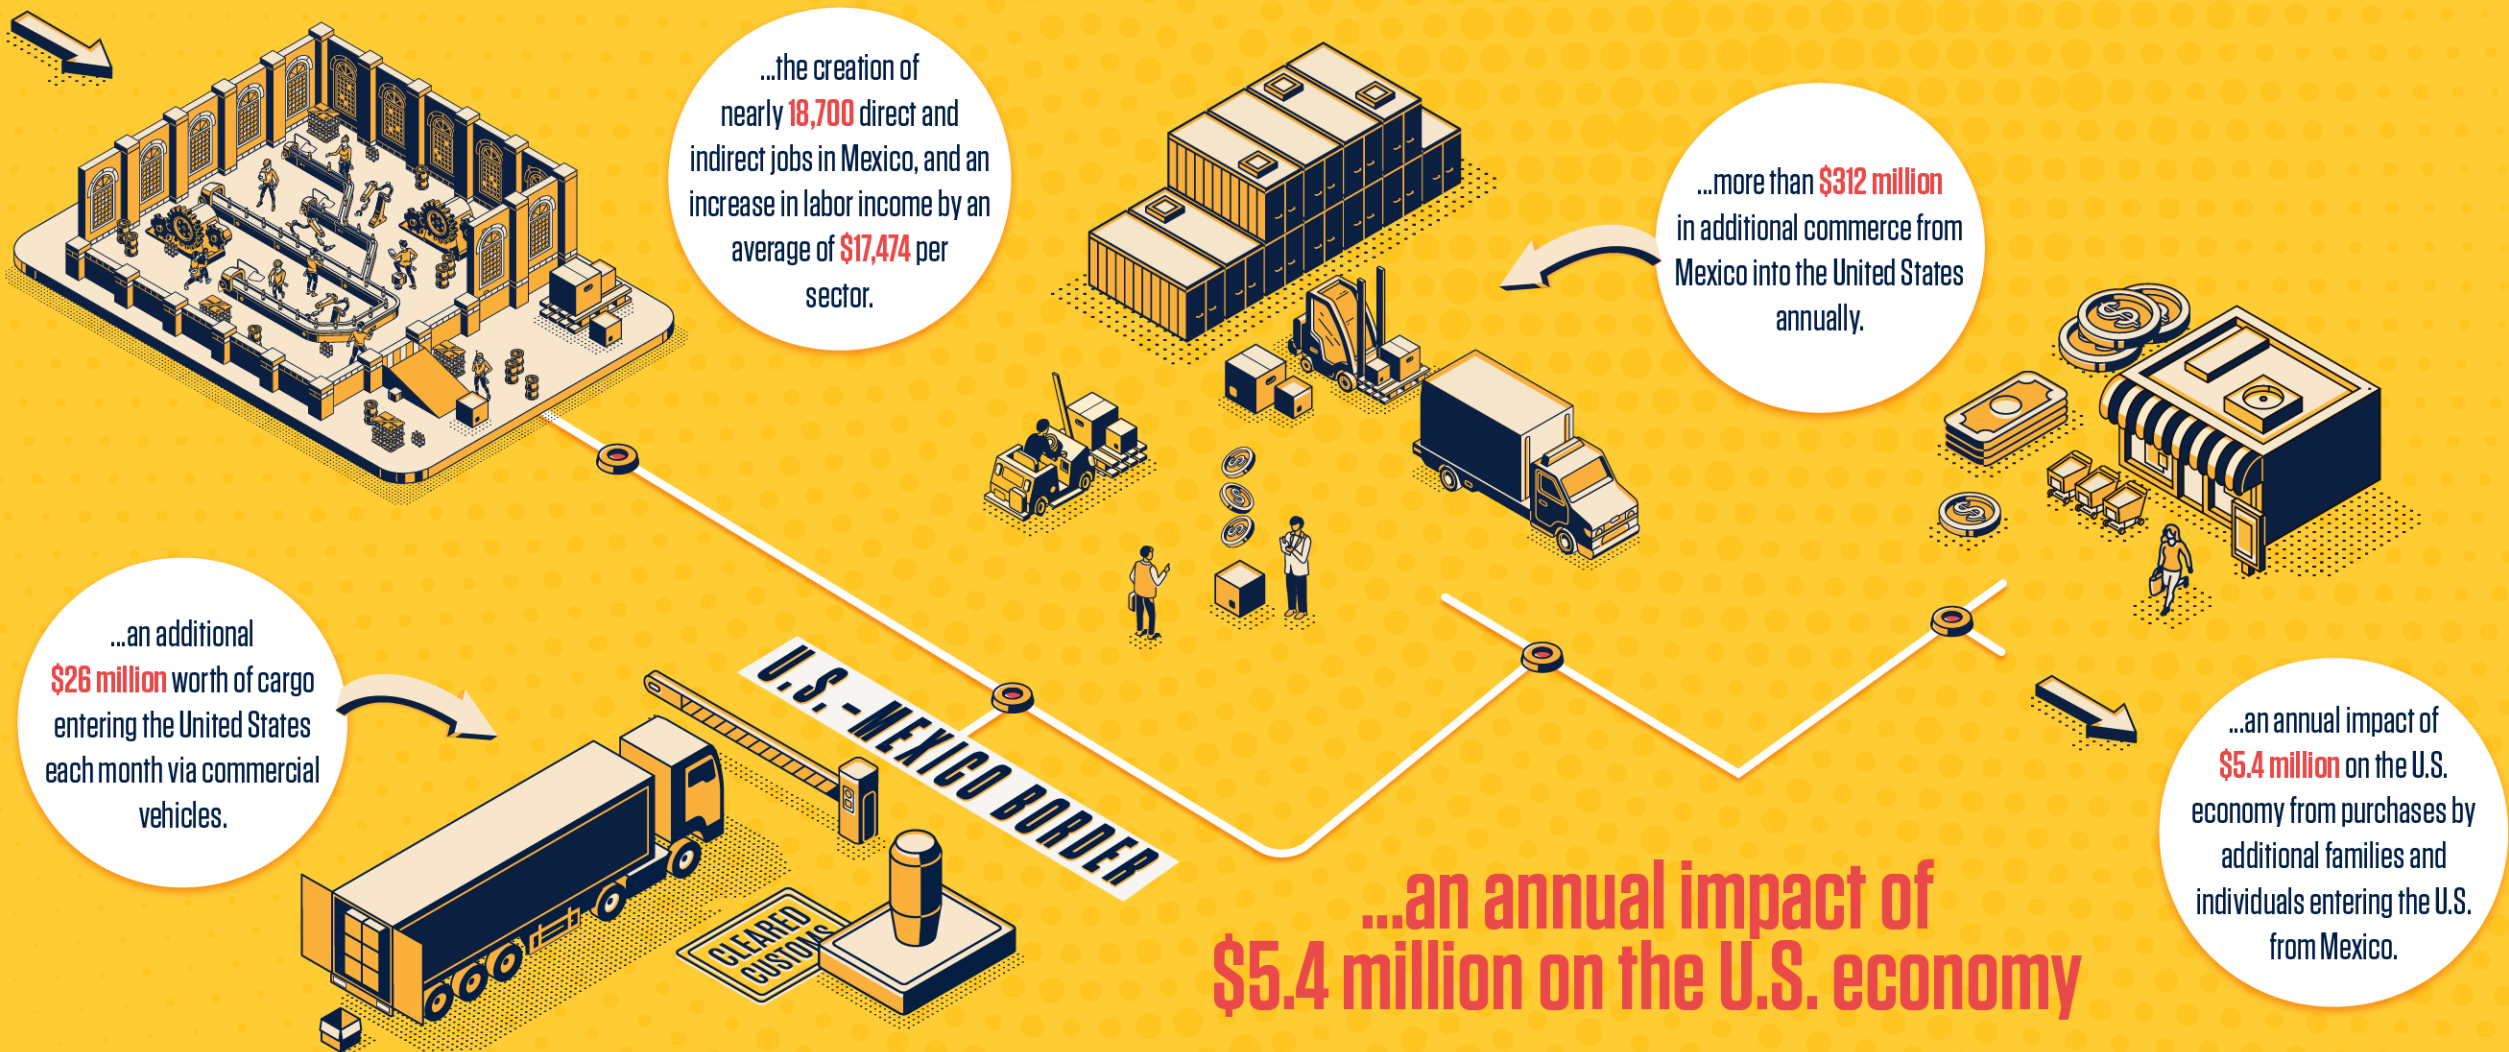 ...the creation of
nearly 18,700 direct and
indirect jobs in Mexico, and an
increase in labor income by an
average of $17,474 per
sector.
...more than $312 million
in additional commerce from
Mexico into the United States
annually.
...an additional
$26 million worth of cargo
entering the United States
each month via commercial
vehicles.
U.S.-MEXICO BORDER
CLEARED
CUSTOMS
...an annual impact of
$5.4 million on the U.S. economy
...an annual impact of
$5.4 million on the U.S.
economy from purchases by
additional families and
individuals entering the U.S.
from Mexico.